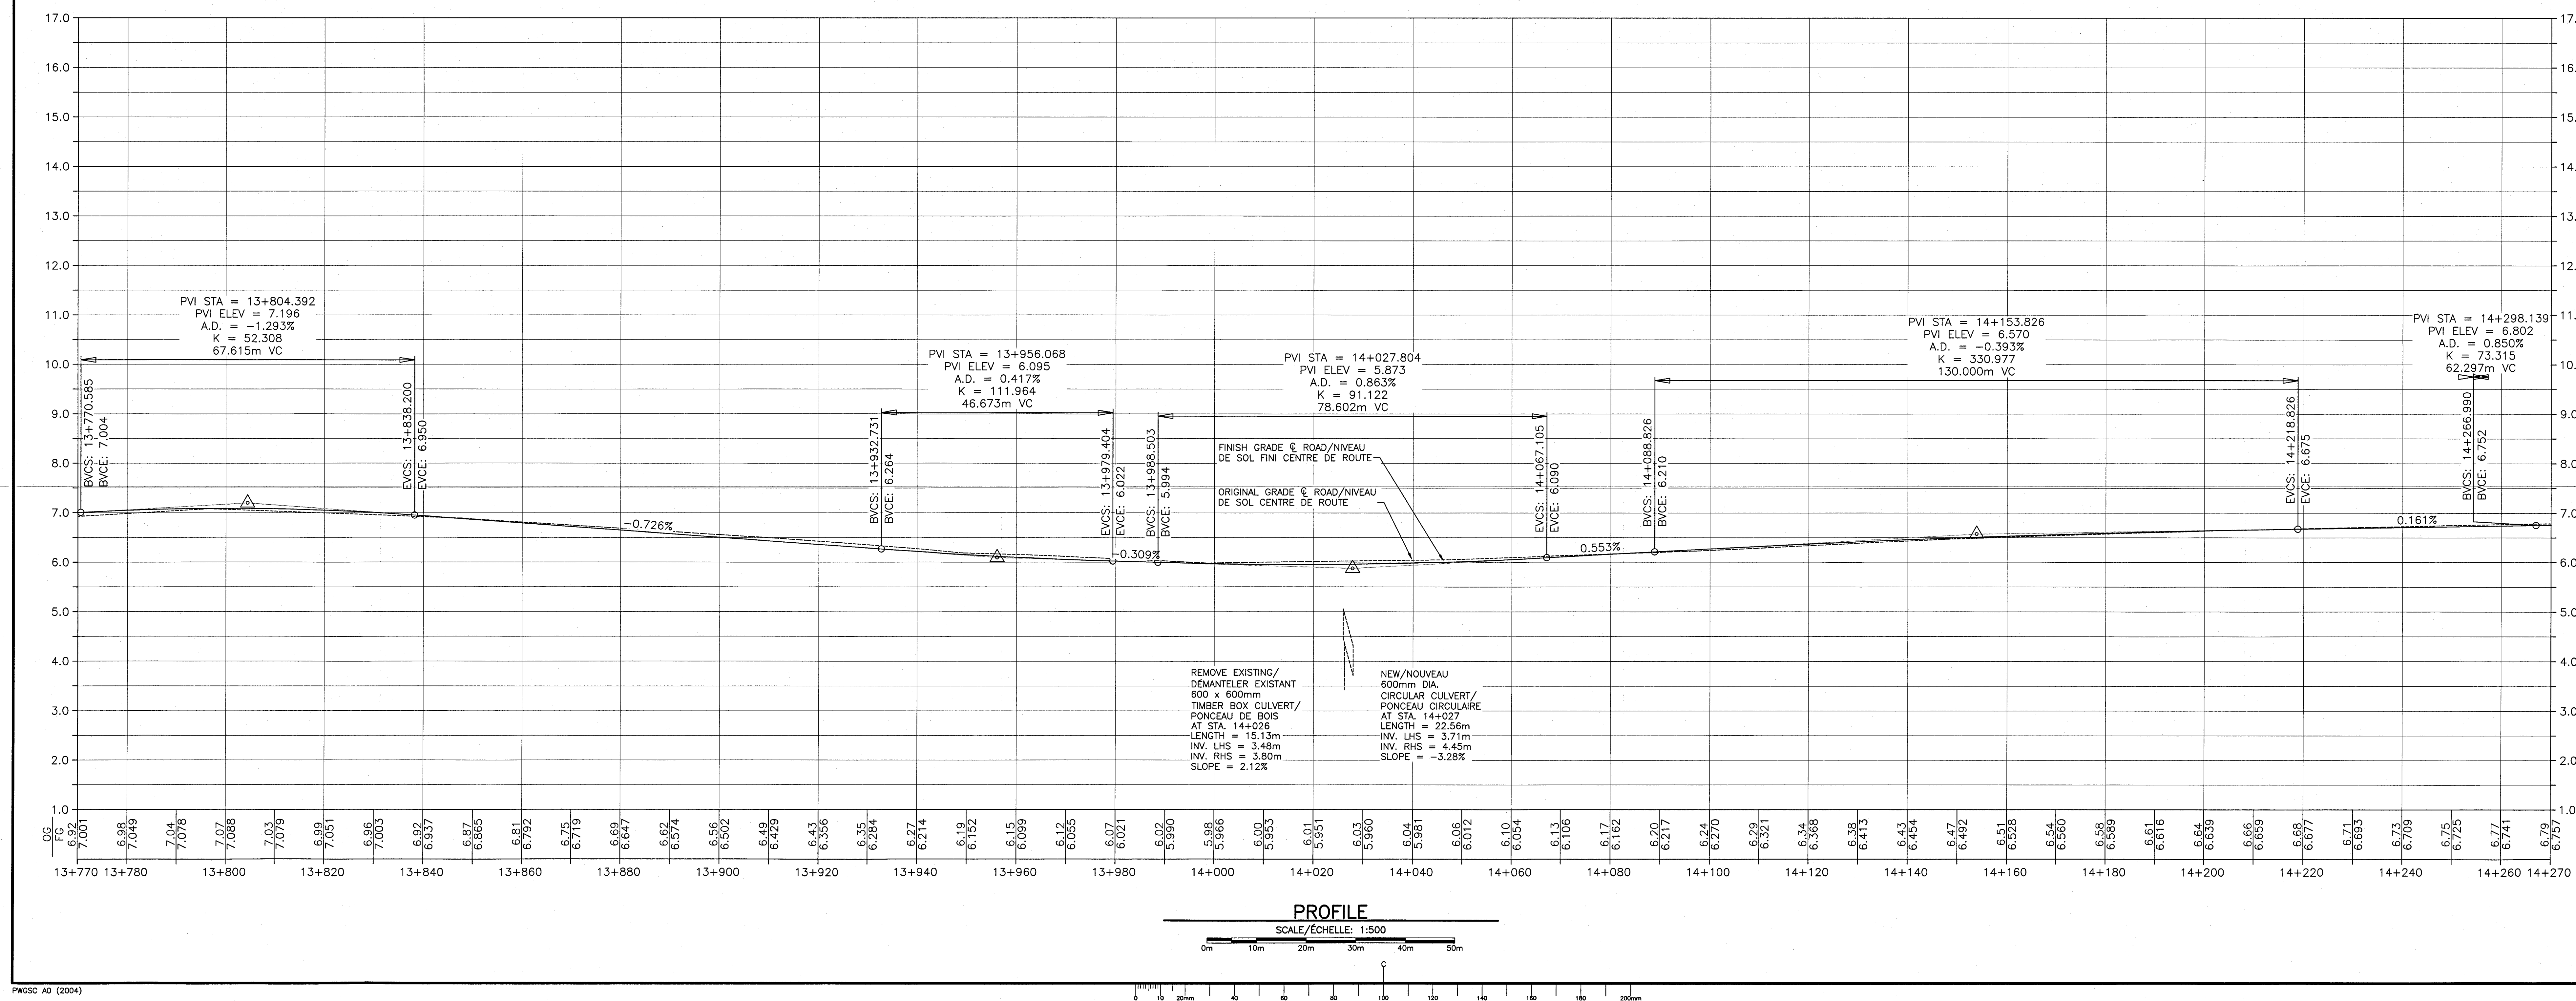 17.0
16.0
15.0
14.0
13.0
12.0
11.0
10.0
9.0
8.0
7.0
6.0
5.0
4.0
3.0
2.0
1.0
17.
16.
15.
14.
13.
12.
11.
10.
9.0
8.0
7.0
6.0
5.0
4.0
3.0
2.0
1.0
PVI STA = 13+804.392
PVI ELEV = 7.196
A.D. = -1.293%
K = 52.308
67.615m VC
BVCS: 13+770.585
BVCE: 7.004
EVCS: 13+838.200
EVCE: 6.950
-0.726%
PVI STA = 13+956.068
PVI ELEV = 6.095
A.D. = 0.417%
K = 111.964
46.673m VC
BVCS: 13+932.731
BVCE: 6.264
EVCS: 13+979.404
EVCE: 6.022
-0.309%
PVI STA = 14+027.804
PVI ELEV = 5.873
A.D. = 0.863%
K = 91.122
78.602m VC
BVCS: 13+988.503
BVCE: 5.994
FINISH GRADE ℄ ROAD/NIVEAU
DE SOL FINI CENTRE DE ROUTE
ORIGINAL GRADE ℄ ROAD/NIVEAU
DE SOL CENTRE DE ROUTE
EVCS: 14+067.105
EVCE: 6.090
0.553%
PVI STA = 14+153.826
PVI ELEV = 6.570
A.D. = -0.393%
K = 330.977
130.000m VC
BVCS: 14+088.826
BVCE: 6.210
EVCS: 14+218.826
EVCE: 6.675
0.161%
PVI STA = 14+298.139
PVI ELEV = 6.802
A.D. = 0.850%
K = 73.315
62.297m VC
BVCS: 14+266.990
BVCE: 6.752
REMOVE EXISTING/
DÉMANTELER EXISTANT
600 x 600mm
TIMBER BOX CULVERT/
PONCEAU DE BOIS
AT STA. 14+026
LENGTH = 15.13m
INV. LHS = 3.48m
INV. RHS = 3.80m
SLOPE = 2.12%
NEW/NOUVEAU
600mm DIA.
CIRCULAR CULVERT/
PONCEAU CIRCULAIRE
AT STA. 14+027
LENGTH = 22.56m
INV. LHS = 3.71m
INV. RHS = 4.45m
SLOPE = -3.28%
OG
FG
6.92
7.001
6.98
7.049
7.04
7.078
7.07
7.088
7.03
7.079
6.99
7.051
6.96
7.003
6.92
6.937
6.87
6.865
6.81
6.792
6.75
6.719
6.69
6.647
6.62
6.574
6.56
6.502
6.49
6.429
6.43
6.356
6.35
6.284
6.27
6.214
6.19
6.152
6.15
6.099
6.12
6.055
6.07
6.021
6.02
5.990
5.98
5.966
6.00
5.953
6.01
5.951
6.03
5.960
6.04
5.981
6.06
6.012
6.10
6.054
6.13
6.106
6.17
6.162
6.20
6.217
6.24
6.270
6.29
6.321
6.34
6.368
6.38
6.413
6.43
6.454
6.47
6.492
6.51
6.528
6.54
6.560
6.58
6.589
6.61
6.616
6.64
6.639
6.66
6.659
6.68
6.677
6.71
6.693
6.73
6.709
6.75
6.725
6.77
6.741
6.79
6.757
13+770 13+780 13+800 13+820 13+840 13+860 13+880 13+900 13+920 13+940 13+960 13+980 14+000 14+020 14+040 14+060 14+080 14+100 14+120 14+140 14+160 14+180 14+200 14+220 14+240 14+260 14+270
PROFILE
SCALE/ÉCHELLE: 1:500
0m 10m 20m 30m 40m 50m
C
PWGSC A0 (2004)
0 10 20mm 40 60 80 100 120 140 160 180 200mm